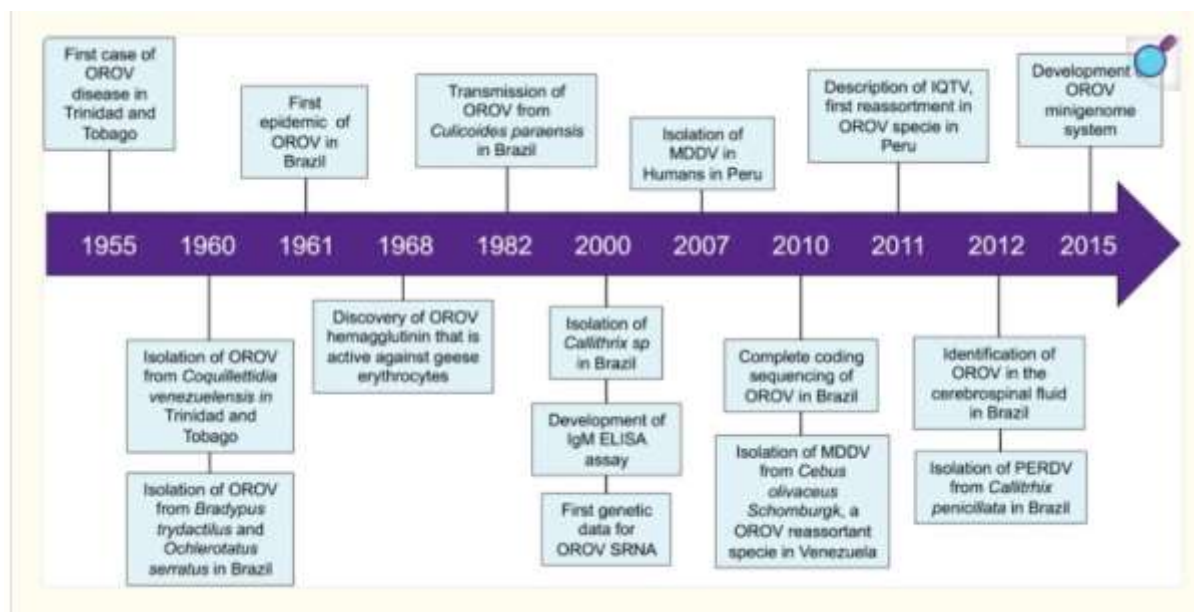 First case of
OROV
disease in
Trinidad and
Tobago
First
epidemic of
OROV in
Brazil
Transmission of
OROV from
Culicoides paraensis
in Brazil
Isolation of
MDDV in
Humans in Peru
Description of IQTV,
first reassortment in
OROV specie in
Peru
Development
OROV
minigenome
system
1955 1960 1961 1968 1982 2000 2007 2010 2011 2012 2015
Isolation of OROV
from Coquillettidia
venezuelensis in
Trinidad and
Tobago
Isolation of OROV
from Bradypus
trydactilus and
Ochlerotatus
serratus in Brazil
Discovery of OROV
hemagglutinin that is
active against geese
erythrocytes
Isolation of
Callithrix sp
in Brazil
Development of
IgM ELISA
assay
First genetic
data for
OROV SRNA
Complete coding
sequencing of
OROV in Brazil
Isolation of MDDV
from Cebus
olivaceus
Schomburgk, a
OROV reassortant
specie in Venezuela
Identification of
OROV in the
cerebrospinal fluid
in Brazil
Isolation of PERDV
from Callitrhix
penicillata in Brazil